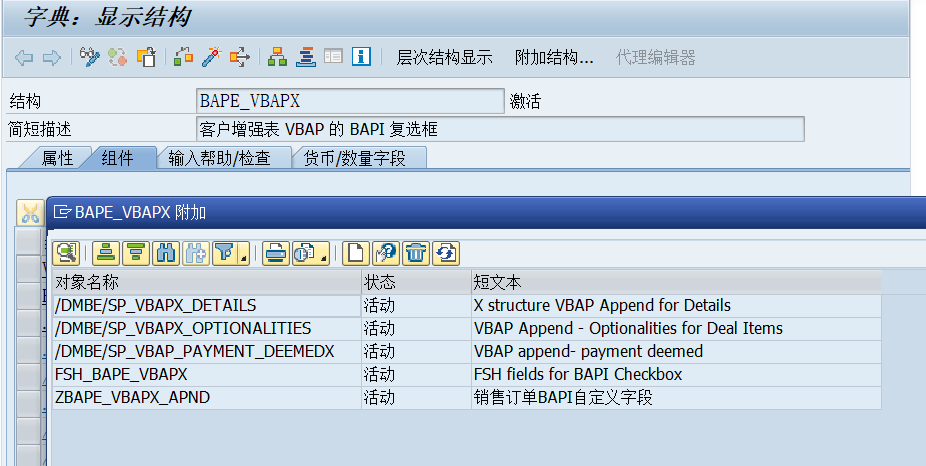 字典：显示结构
层次结构显示 附加结构... 代理编辑器
结构 BAPE_VBAPX 激活
简短描述 客户增强表 VBAP 的 BAPI 复选框
属性 组件 输入帮助/检查 货币/数量字段
BAPE_VBAPX 附加
对象名称 状态 短文本
/DMBE/SP_VBAPX_DETAILS 活动 X structure VBAP Append for Details
/DMBE/SP_VBAPX_OPTIONALITIES 活动 VBAP Append - Optionalities for Deal Items
/DMBE/SP_VBAP_PAYMENT_DEEMEDX 活动 VBAP append- payment deemed
FSH_BAPE_VBAPX 活动 FSH fields for BAPI Checkbox
ZBAPE_VBAPX_APND 活动 销售订单BAPI自定义字段